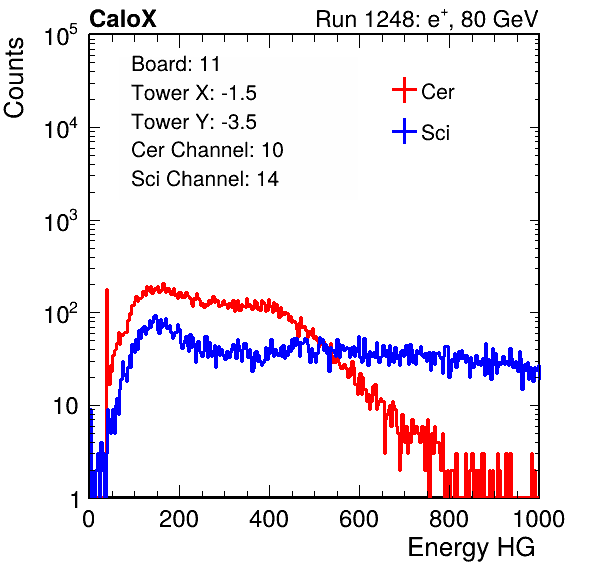 CaloX Run 1248: e⁺, 80 GeV
Counts
10⁵
10⁴
10³
10²
10
1
Board: 11
Tower X: -1.5
Tower Y: -3.5
Cer Channel: 10
Sci Channel: 14
Cer
Sci
0 200 400 600 800 1000
Energy HG